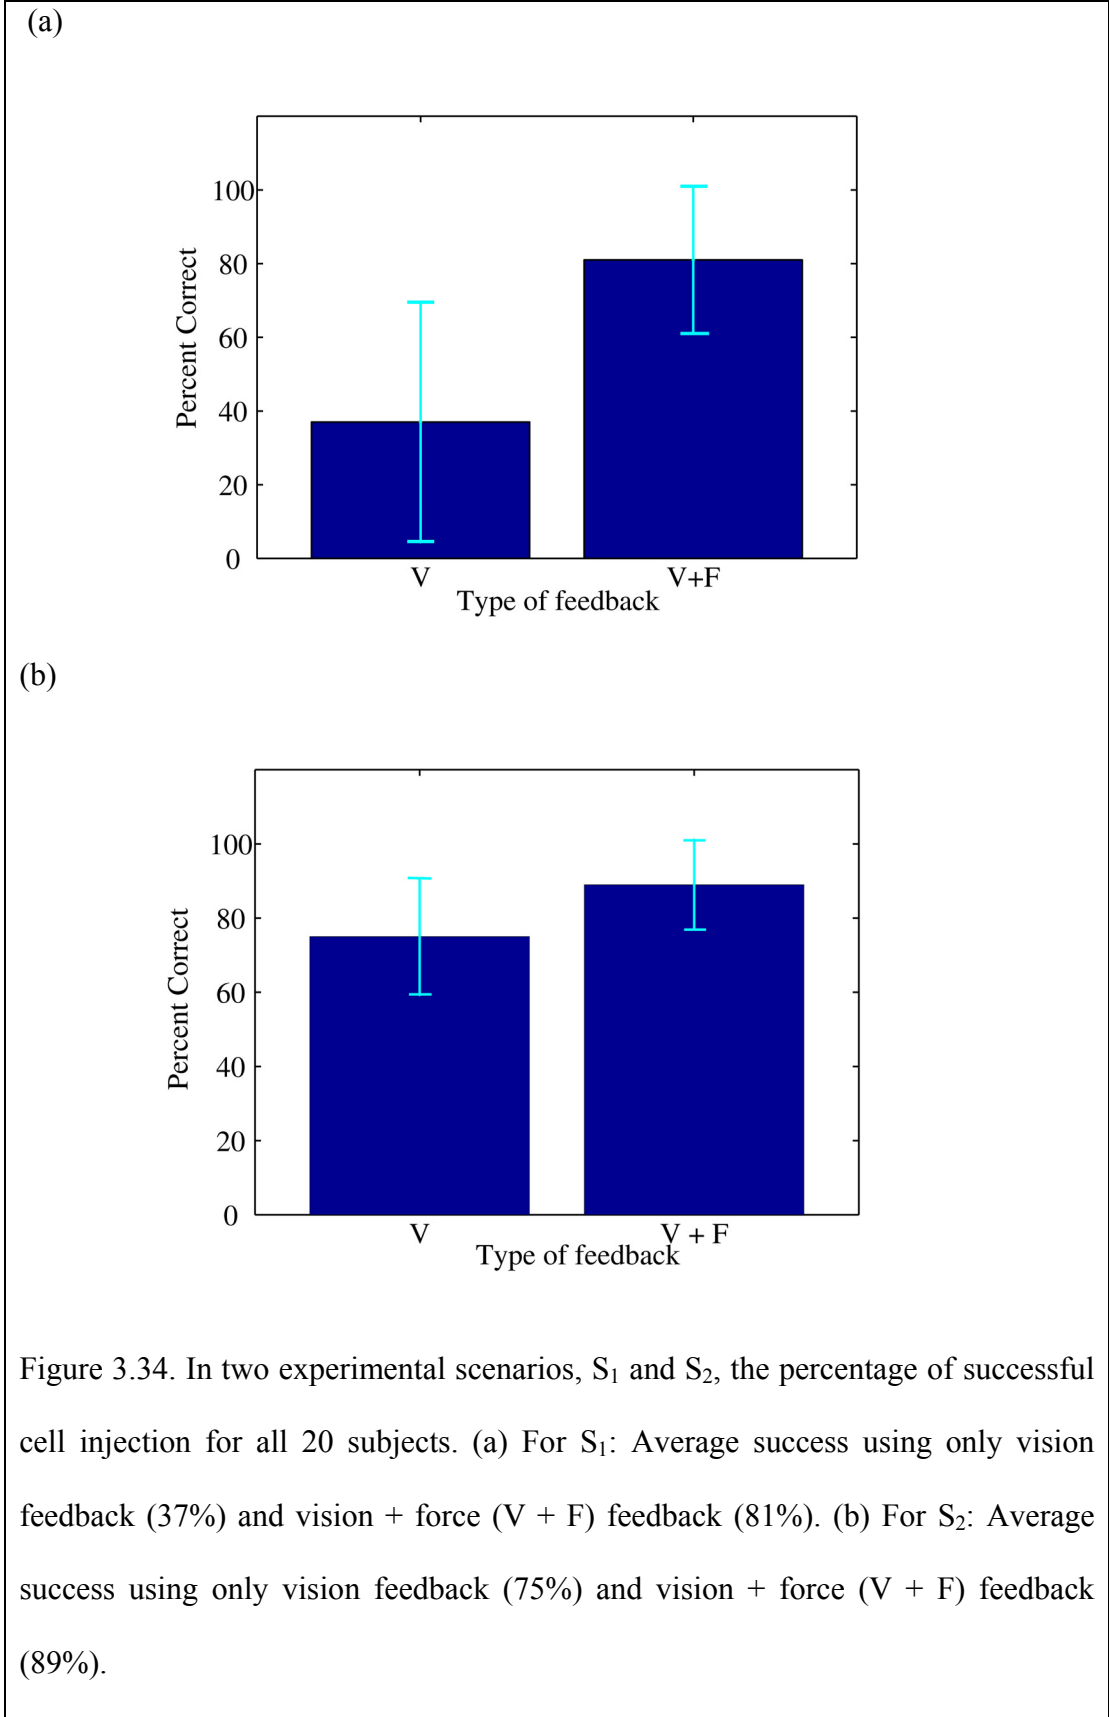 (a)
100
80
60
40
20
0
Percent Correct
V V+F
Type of feedback
(b)
100
80
60
40
20
0
Percent Correct
V V + F
Type of feedback
Figure 3.34. In two experimental scenarios, S₁ and S₂, the percentage of successful
cell injection for all 20 subjects. (a) For S₁: Average success using only vision
feedback (37%) and vision + force (V + F) feedback (81%). (b) For S₂: Average
success using only vision feedback (75%) and vision + force (V + F) feedback
(89%).